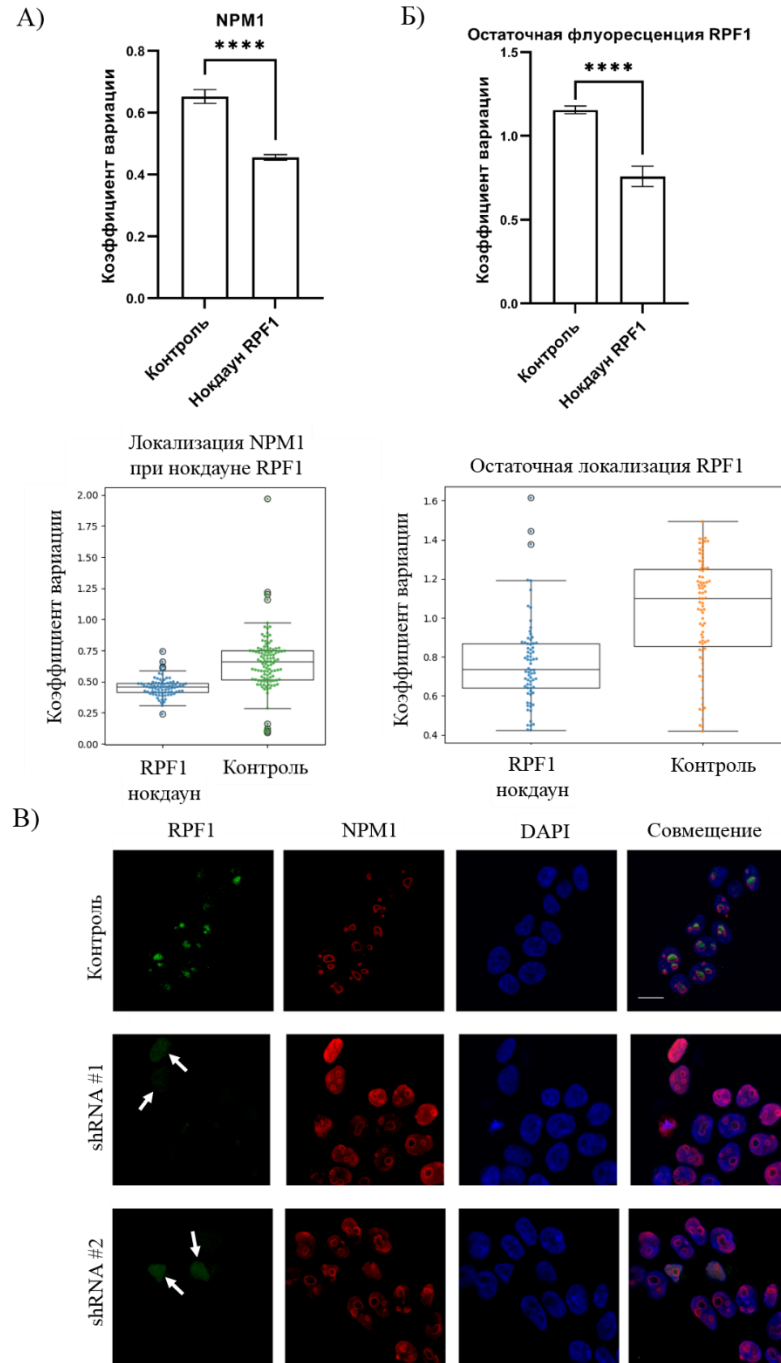 А)
NPM1
****
Коэффициент вариации
0.8
0.6
0.4
0.2
0.0
Контроль
Нокдаун RPF1
Б)
Остаточная флуоресценция RPF1
****
Коэффициент вариации
1.5
1.0
0.5
0.0
Контроль
Нокдаун RPF1
Локализация NPM1
при нокдауне RPF1
Коэффициент вариации
2.00
1.75
1.50
1.25
1.00
0.75
0.50
0.25
0.00
RPF1
нокдаун
Контроль
Остаточная локализация RPF1
Коэффициент вариации
1.6
1.4
1.2
1.0
0.8
0.6
0.4
RPF1
нокдаун
Контроль
В)
RPF1 NPM1 DAPI Совмещение
Контроль
shRNA #1
shRNA #2